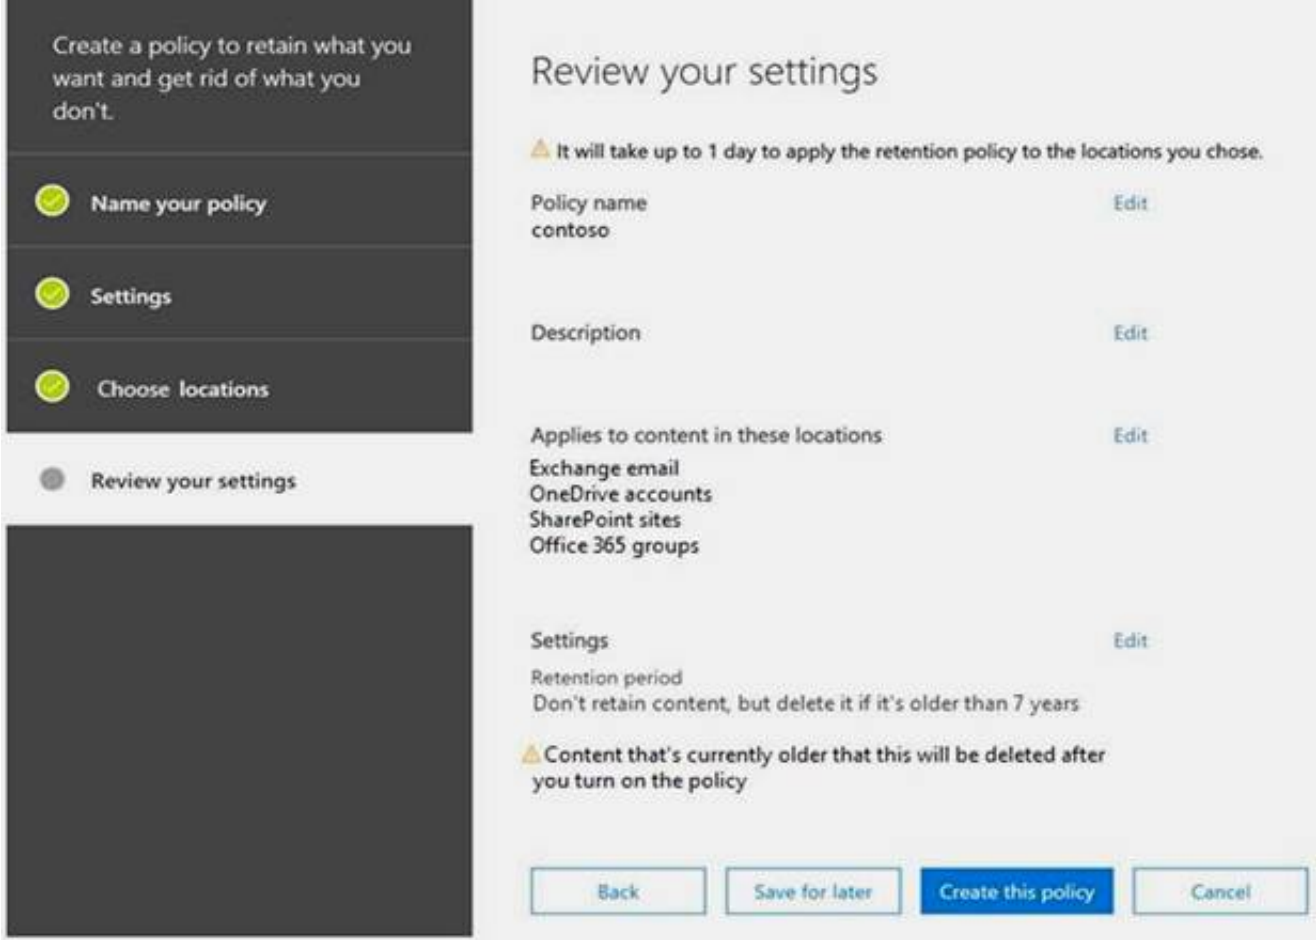 Create a policy to retain what you
want and get rid of what you
don't.
Name your policy
Settings
Choose locations
Review your settings
Review your settings
It will take up to 1 day to apply the retention policy to the locations you chose.
Policy name Edit
contoso
Description Edit
Applies to content in these locations Edit
Exchange email
OneDrive accounts
SharePoint sites
Office 365 groups
Settings Edit
Retention period
Don't retain content, but delete it if it's older than 7 years
Content that's currently older that this will be deleted after
you turn on the policy
Back Save for later Create this policy Cancel